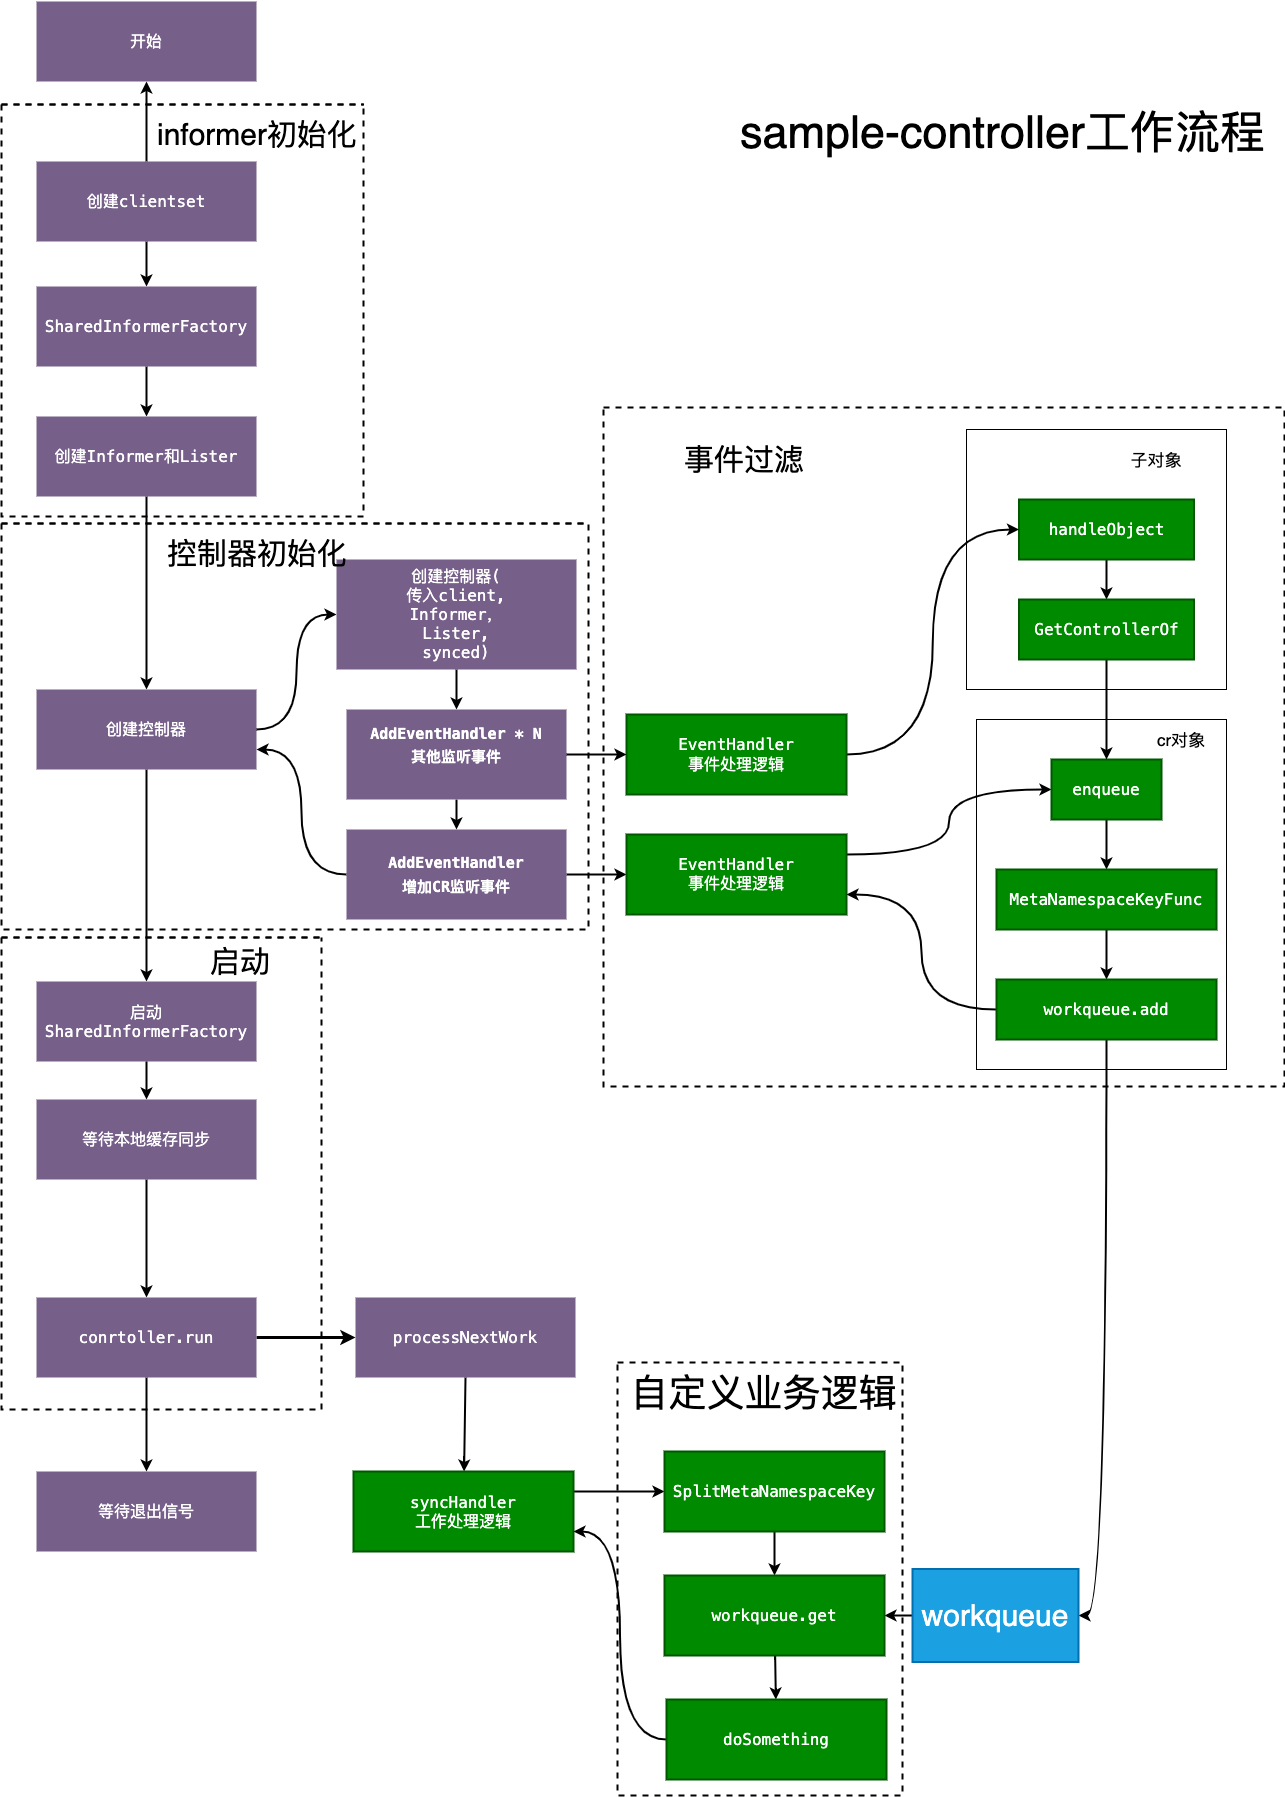 开始
informer初始化
sample-controller工作流程
创建clientset
SharedInformerFactory
创建Informer和Lister
事件过滤
子对象
handleObject
GetControllerOf
控制器初始化
创建控制器(
传入client,
Informer,
Lister,
synced)
创建控制器
AddEventHandler * N
其他监听事件
EventHandler
事件处理逻辑
cr对象
enqueue
AddEventHandler
增加CR监听事件
EventHandler
事件处理逻辑
MetaNamespaceKeyFunc
workqueue.add
启动
启动
SharedInformerFactory
等待本地缓存同步
conrtoller.run
processNextWork
自定义业务逻辑
等待退出信号
syncHandler
工作处理逻辑
SplitMetaNamespaceKey
workqueue.get
workqueue
doSomething